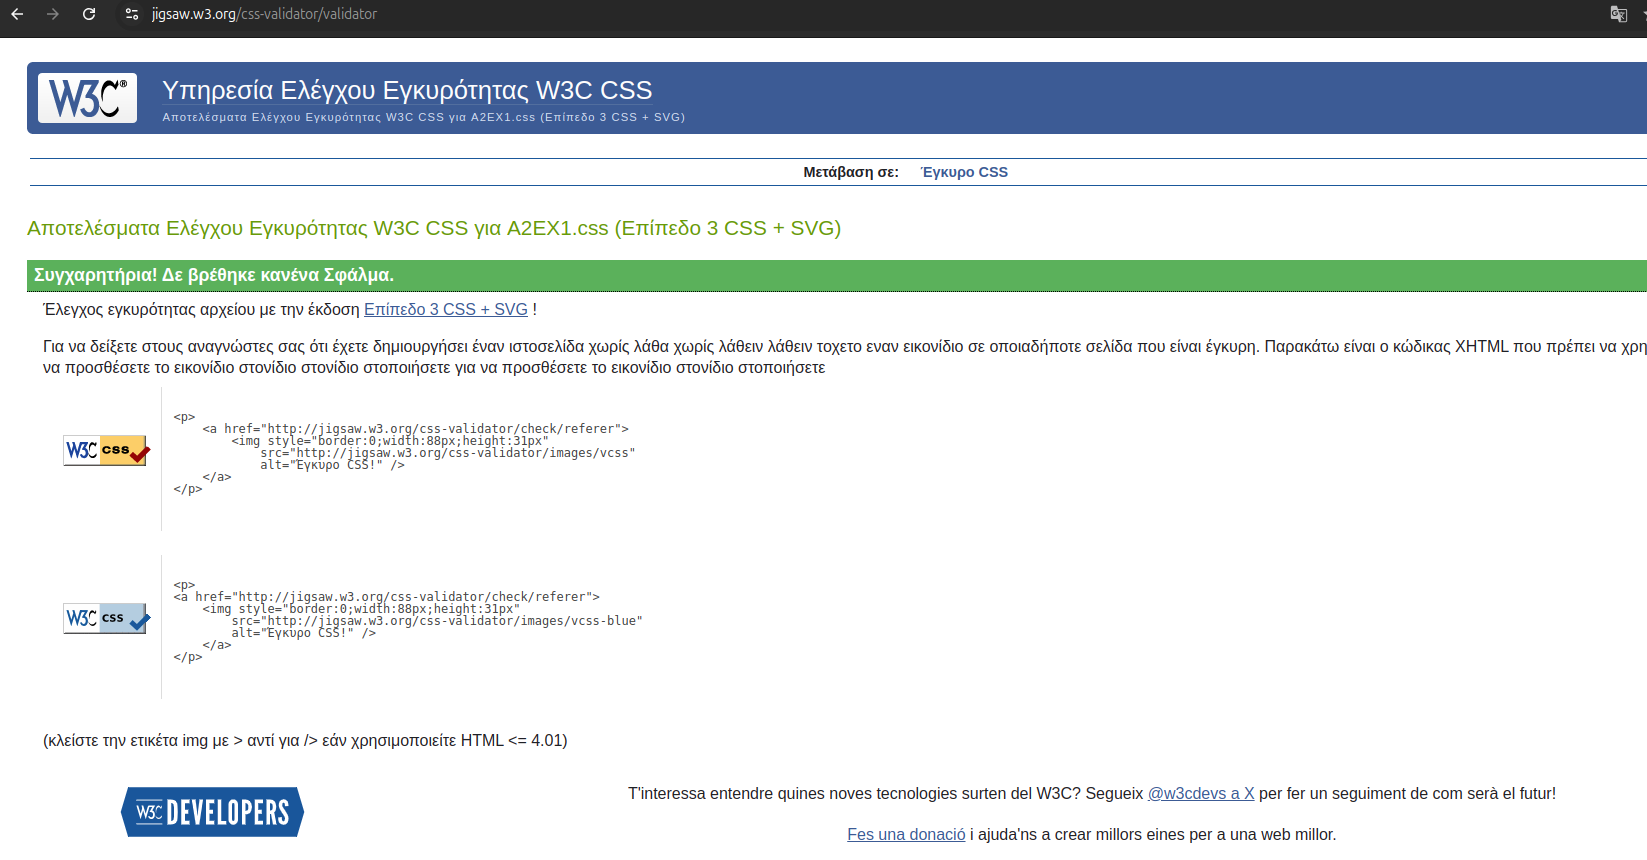 jigsaw.w3.org/css-validator/validator
W3C®
Υπηρεσία Ελέγχου Εγκυρότητας W3C CSS
Αποτελέσματα Ελέγχου Εγκυρότητας W3C CSS για A2EX1.css (Επίπεδο 3 CSS + SVG)
Μετάβαση σε: Έγκυρο CSS
Αποτελέσματα Ελέγχου Εγκυρότητας W3C CSS για A2EX1.css (Επίπεδο 3 CSS + SVG)
Συγχαρητήρια! Δε βρέθηκε κανένα Σφάλμα.
Έλεγχος εγκυρότητας αρχείου με την έκδοση Επίπεδο 3 CSS + SVG !
Για να δείξετε στους αναγνώστες σας ότι έχετε δημιουργήσει έναν ιστοσελίδα χωρίς λάθα χωρίς λάθειν λάθειν τοχετο εναν εικονίδιο σε οποιαδήποτε σελίδα που είναι έγκυρη. Παρακάτω είναι ο κώδικας XHTML που πρέπει να χρη
να προσθέσετε το εικονίδιο στονίδιο στονίδιο στοποιήσετε για να προσθέσετε το εικονίδιο στονίδιο στοποιήσετε
<p>
<a href="http://jigsaw.w3.org/css-validator/check/referer">
<img style="border:0;width:88px;height:31px"
src="http://jigsaw.w3.org/css-validator/images/vcss"
alt="Έγκυρο CSS!" />
</a>
</p>
W3C css
<p>
<a href="http://jigsaw.w3.org/css-validator/check/referer">
<img style="border:0;width:88px;height:31px"
src="http://jigsaw.w3.org/css-validator/images/vcss-blue"
alt="Έγκυρο CSS!" />
</a>
</p>
W3C css
(κλείστε την ετικέτα img με > αντί για /> εάν χρησιμοποιείτε HTML <= 4.01)
W3C DEVELOPERS
T'interessa entendre quines noves tecnologies surten del W3C? Segueix @w3cdevs a X per fer un seguiment de com serà el futur!
Fes una donació i ajuda'ns a crear millors eines per a una web millor.